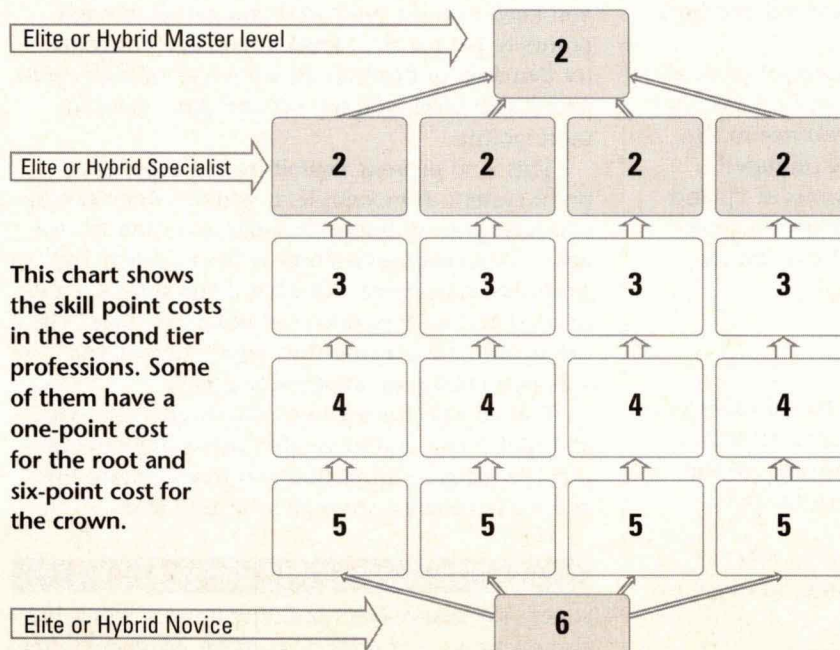 Elite or Hybrid Master level
2
Elite or Hybrid Specialist
2 2 2 2
This chart shows
the skill point costs
in the second tier
professions. Some
of them have a
one-point cost
for the root and
six-point cost for
the crown.
3 3 3 3
4 4 4 4
5 5 5 5
Elite or Hybrid Novice
6